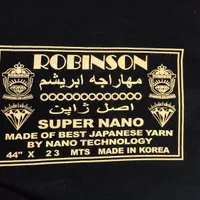 ROBINSON
مهاراجه ابریشم
اصل ژاپن
SUPER NANO
MADE OF BEST JAPANESE YARN
BY NANO TECHNOLOGY
44" X 23 MTS MADE IN KOREA